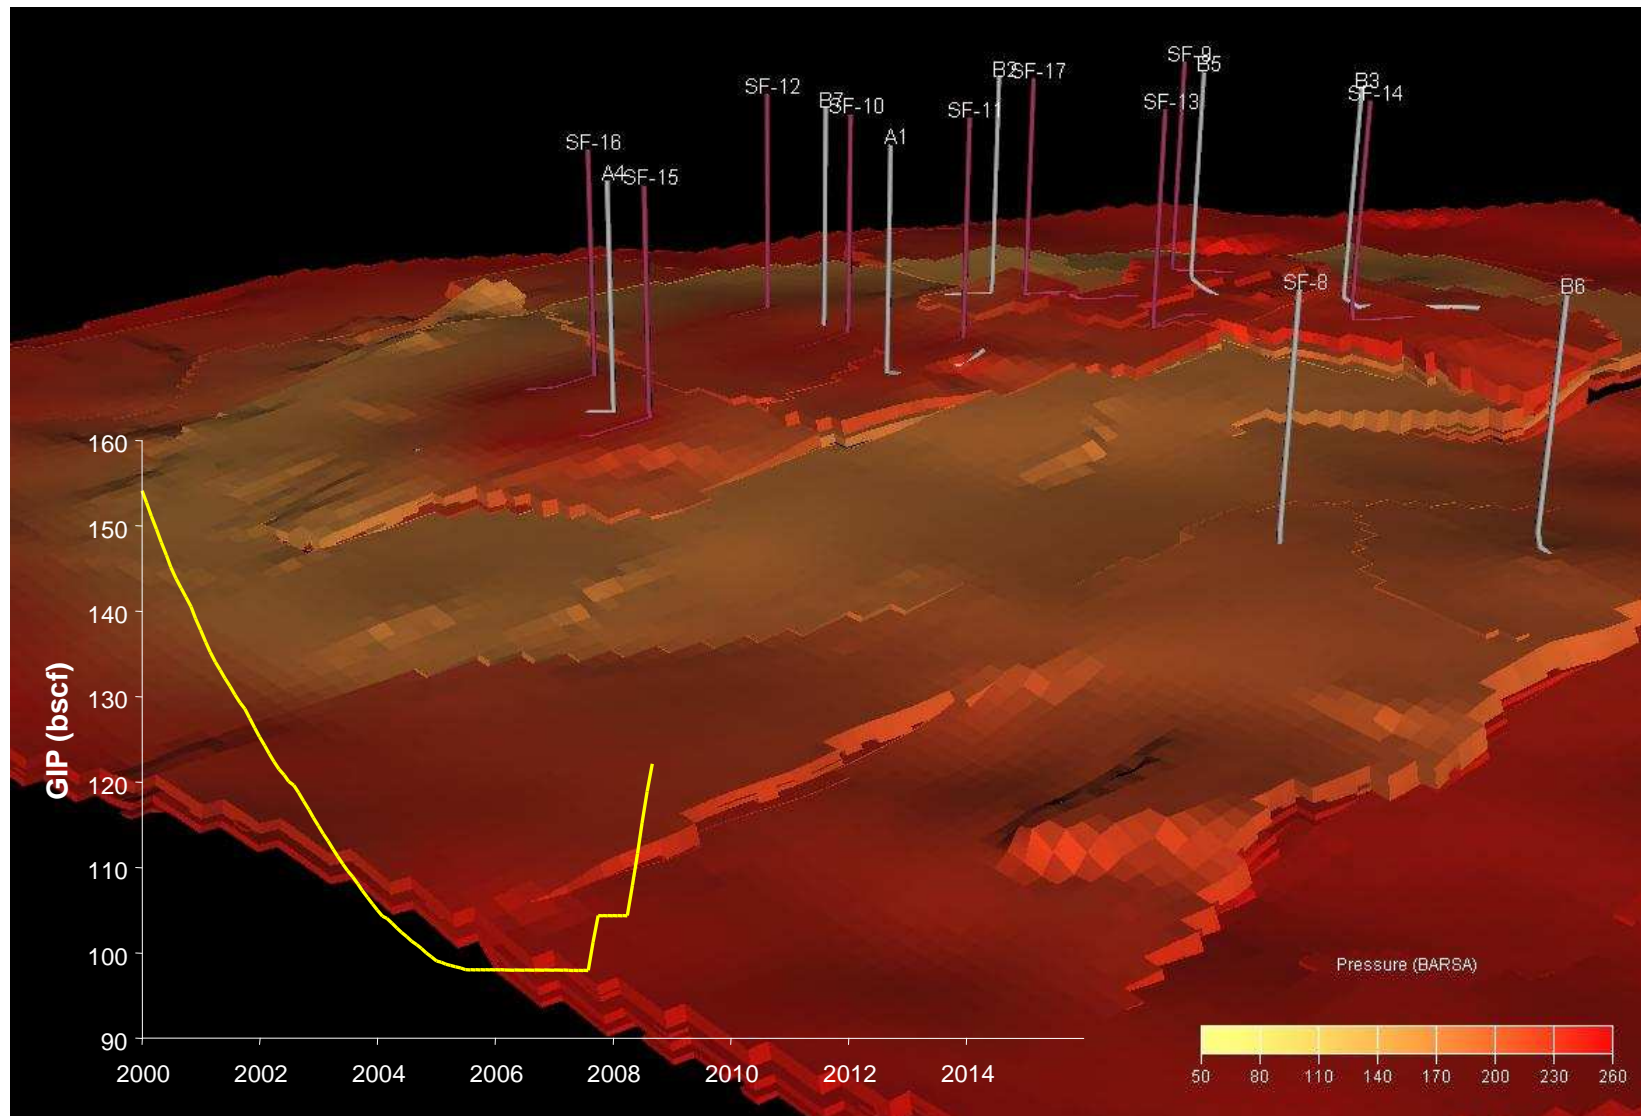 SF-9
B5
B2
SF-17
B3
SF-14
SF-12
B7
SF-10
SF-11
SF-13
A1
SF-16
A4
SF-15
SF-8
B6
160
150
140
130
120
110
100
90
GIP (bscf)
2000 2002 2004 2006 2008 2010 2012 2014
Pressure (BARSA)
50 80 110 140 170 200 230 260